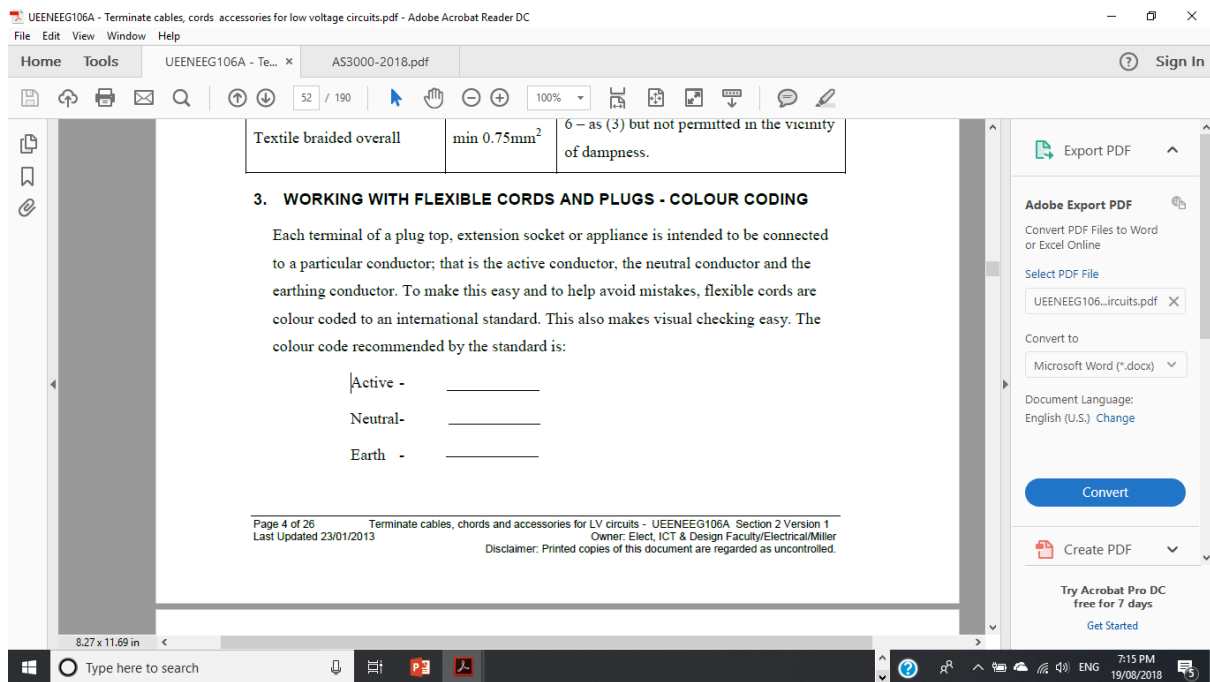 UEENEEG106A - Terminate cables, cords  accessories for low voltage circuits.pdf - Adobe Acrobat Reader DC
File Edit View Window Help
Home Tools UEENEEG106A - Te... × AS3000-2018.pdf ? Sign In
52 / 190 100%
Textile braided overall min 0.75mm² 6 – as (3) but not permitted in the vicinity
of dampness.
3. WORKING WITH FLEXIBLE CORDS AND PLUGS - COLOUR CODING
Each terminal of a plug top, extension socket or appliance is intended to be connected
to a particular conductor; that is the active conductor, the neutral conductor and the
earthing conductor. To make this easy and to help avoid mistakes, flexible cords are
colour coded to an international standard. This also makes visual checking easy. The
colour code recommended by the standard is:
Active - ____________
Neutral- ____________
Earth - ____________
Page 4 of 26 Terminate cables, chords and accessories for LV circuits - UEENEEG106A Section 2 Version 1
Last Updated 23/01/2013 Owner: Elect, ICT & Design Faculty/Electrical/Miller
Disclaimer: Printed copies of this document are regarded as uncontrolled.
8.27 x 11.69 in
Export PDF
Adobe Export PDF
Convert PDF Files to Word
or Excel Online
Select PDF File
UEENEEG106...ircuits.pdf ×
Convert to
Microsoft Word (*.docx)
Document Language:
English (U.S.) Change
Convert
Create PDF
Try Acrobat Pro DC
free for 7 days
Get Started
Type here to search
ENG
7:15 PM
19/08/2018
5